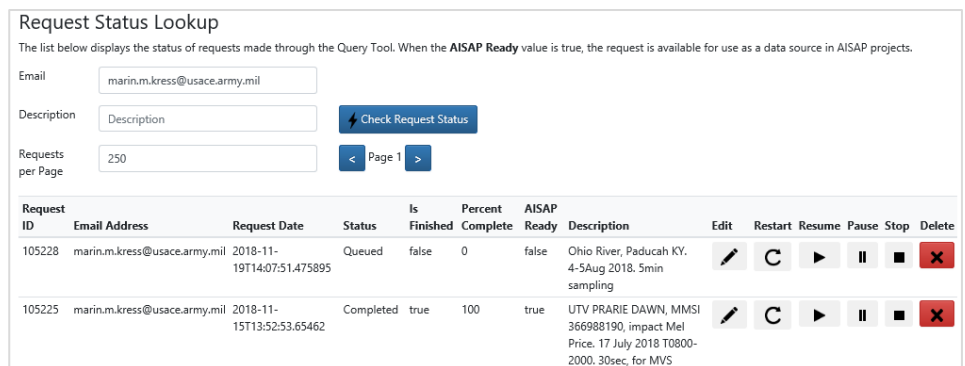 Request Status Lookup
The list below displays the status of requests made through the Query Tool. When the AISAP Ready value is true, the request is available for use as a data source in AISAP projects.
Email
marin.m.kress@usace.army.mil
Description
Description
Check Request Status
Requests
per Page
250
< Page 1 >
Request
ID
Email Address
Request Date
Status
Is
Finished
Percent
Complete
AISAP
Ready
Description
Edit
Restart
Resume
Pause
Stop
Delete
105228
marin.m.kress@usace.army.mil
2018-11-
19T14:07:51.475895
Queued
false
0
false
Ohio River, Paducah KY.
4-5Aug 2018. 5min
sampling
105225
marin.m.kress@usace.army.mil
2018-11-
15T13:52:53.65462
Completed
true
100
true
UTV PRARIE DAWN, MMSI
366988190, impact Mel
Price. 17 July 2018 T0800-
2000. 30sec, for MVS